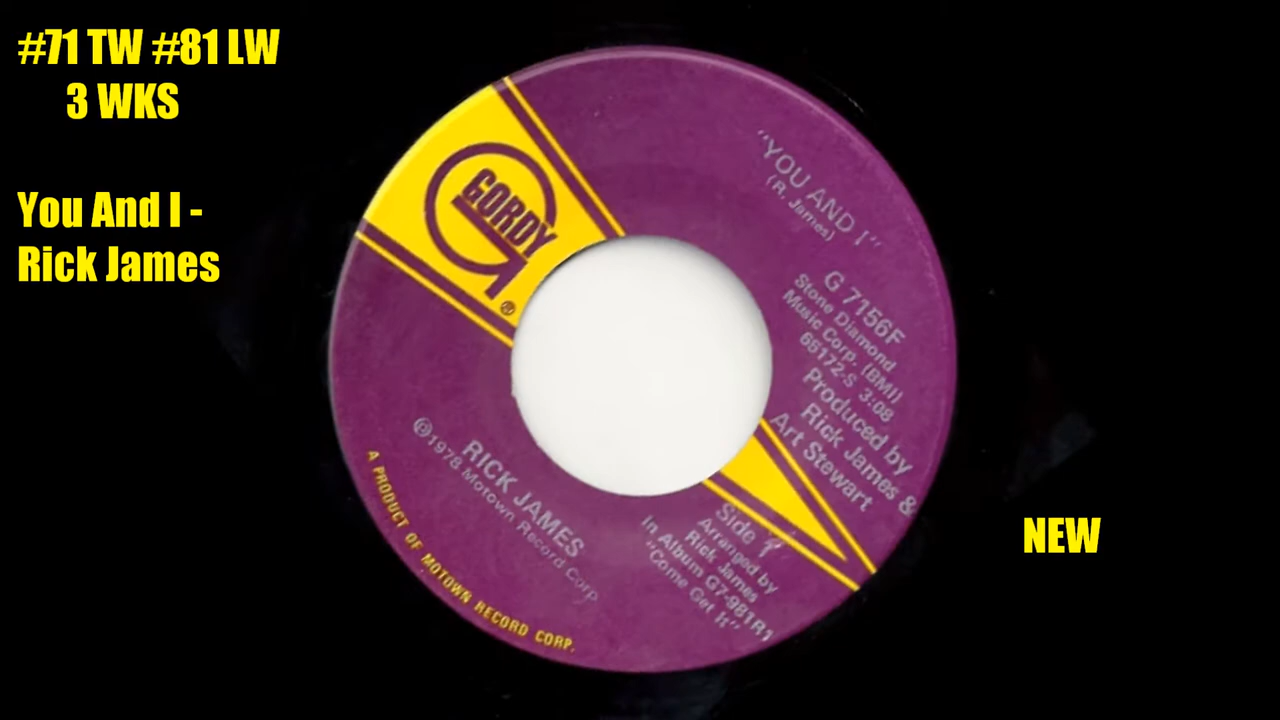 #71 TW #81 LW
3 WKS
You And I -
Rick James
GORDY
®
"YOU AND I"
(R. James)
G 7156F
Stone Diamond
Music Corp. (BMI)
65172-S 3:08
Produced by
Rick James &
Art Stewart
Side 1
Arranged by
Rick James
In Album G7-981R1
"Come Get It"
RICK JAMES
℗1978 Motown Record Corp
A PRODUCT OF MOTOWN RECORD CORP.
NEW